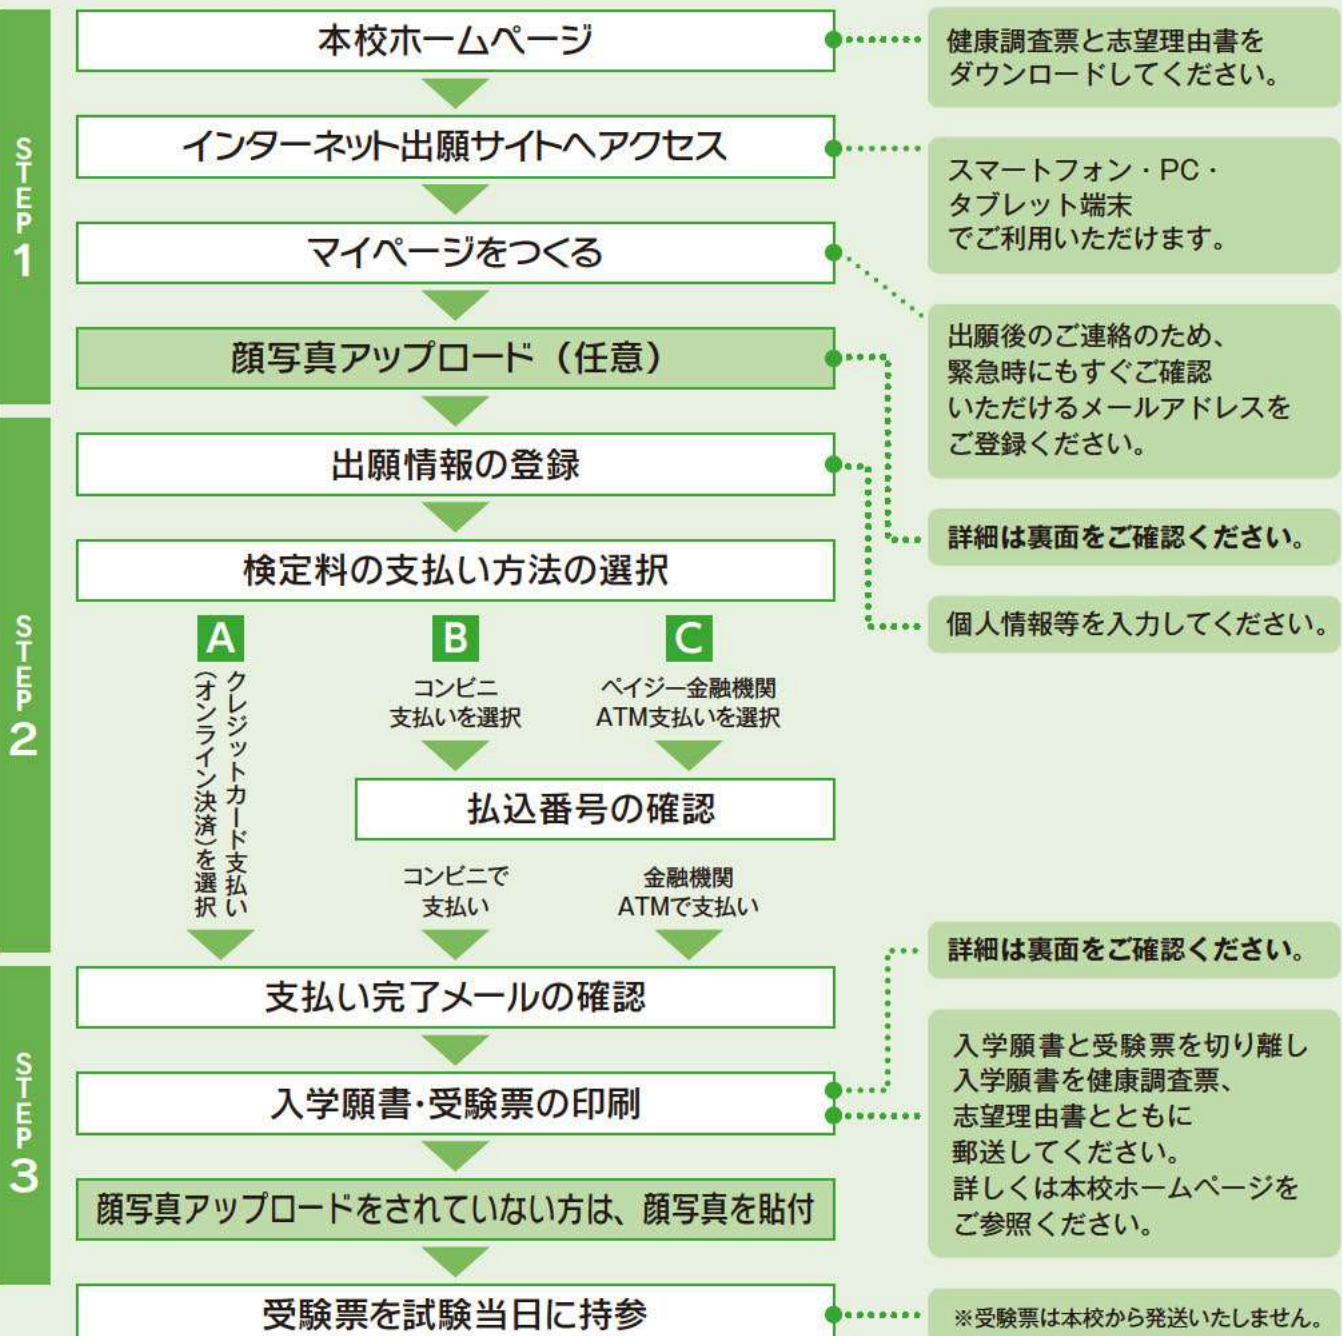 STEP1
本校ホームページ
健康調査票と志望理由書を
ダウンロードしてください。
インターネット出願サイトへアクセス
スマートフォン・PC・
タブレット端末
でご利用いただけます。
マイページをつくる
出願後のご連絡のため、
緊急時にもすぐご確認
いただけるメールアドレスを
ご登録ください。
顔写真アップロード（任意）
詳細は裏面をご確認ください。
STEP2
出願情報の登録
個人情報等を入力してください。
検定料の支払い方法の選択
A
クレジットカード支払い
（オンライン決済）を選択
B
コンビニ
支払いを選択
C
ペイジー金融機関
ATM支払いを選択
払込番号の確認
コンビニで
支払い
金融機関
ATMで支払い
STEP3
支払い完了メールの確認
入学願書・受験票の印刷
詳細は裏面をご確認ください。
入学願書と受験票を切り離し
入学願書を健康調査票、
志望理由書とともに
郵送してください。
詳しくは本校ホームページを
ご参照ください。
顔写真アップロードをされていない方は、顔写真を貼付
受験票を試験当日に持参
※受験票は本校から発送いたしません。